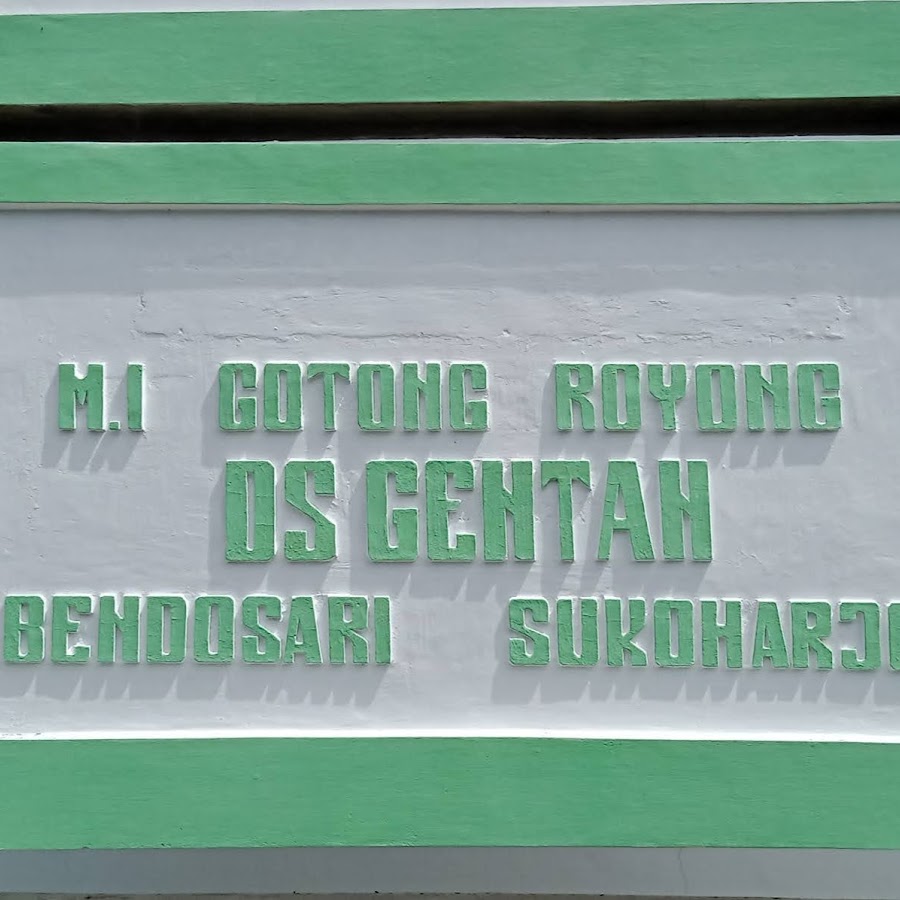 M.I GOTONG ROYONG
DS GENTAN
BENDOSARI SUKOHARJO